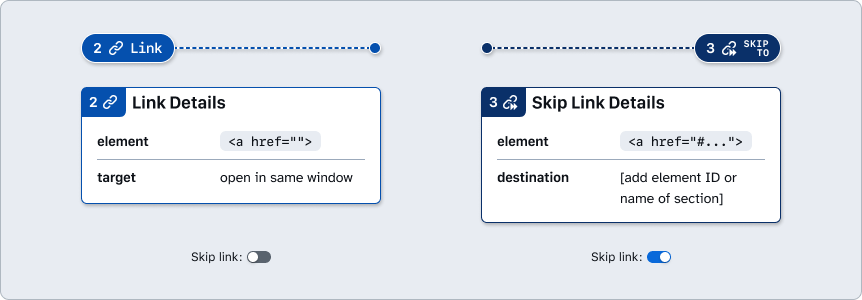 2 Link
2 Link Details
element <a href="">
target open in same window
Skip link:
3 SKIP
TO
3 Skip Link Details
element <a href="#...">
destination [add element ID or
name of section]
Skip link: